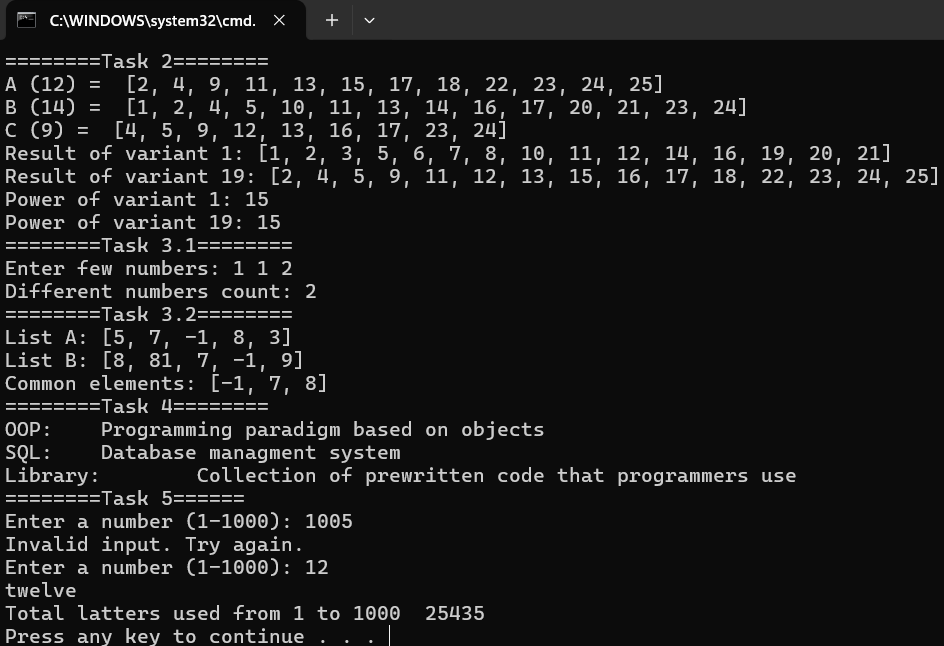 C:\WINDOWS\system32\cmd.
========Task 2========
A (12) =  [2, 4, 9, 11, 13, 15, 17, 18, 22, 23, 24, 25]
B (14) =  [1, 2, 4, 5, 10, 11, 13, 14, 16, 17, 20, 21, 23, 24]
C (9) =  [4, 5, 9, 12, 13, 16, 17, 23, 24]
Result of variant 1: [1, 2, 3, 5, 6, 7, 8, 10, 11, 12, 14, 16, 19, 20, 21]
Result of variant 19: [2, 4, 5, 9, 11, 12, 13, 15, 16, 17, 18, 22, 23, 24, 25]
Power of variant 1: 15
Power of variant 19: 15
========Task 3.1========
Enter few numbers: 1 1 2
Different numbers count: 2
========Task 3.2========
List A: [5, 7, -1, 8, 3]
List B: [8, 81, 7, -1, 9]
Common elements: [-1, 7, 8]
========Task 4========
OOP:    Programming paradigm based on objects
SQL:    Database managment system
Library:        Collection of prewritten code that programmers use
========Task 5======
Enter a number (1-1000): 1005
Invalid input. Try again.
Enter a number (1-1000): 12
twelve
Total latters used from 1 to 1000  25435
Press any key to continue . . .